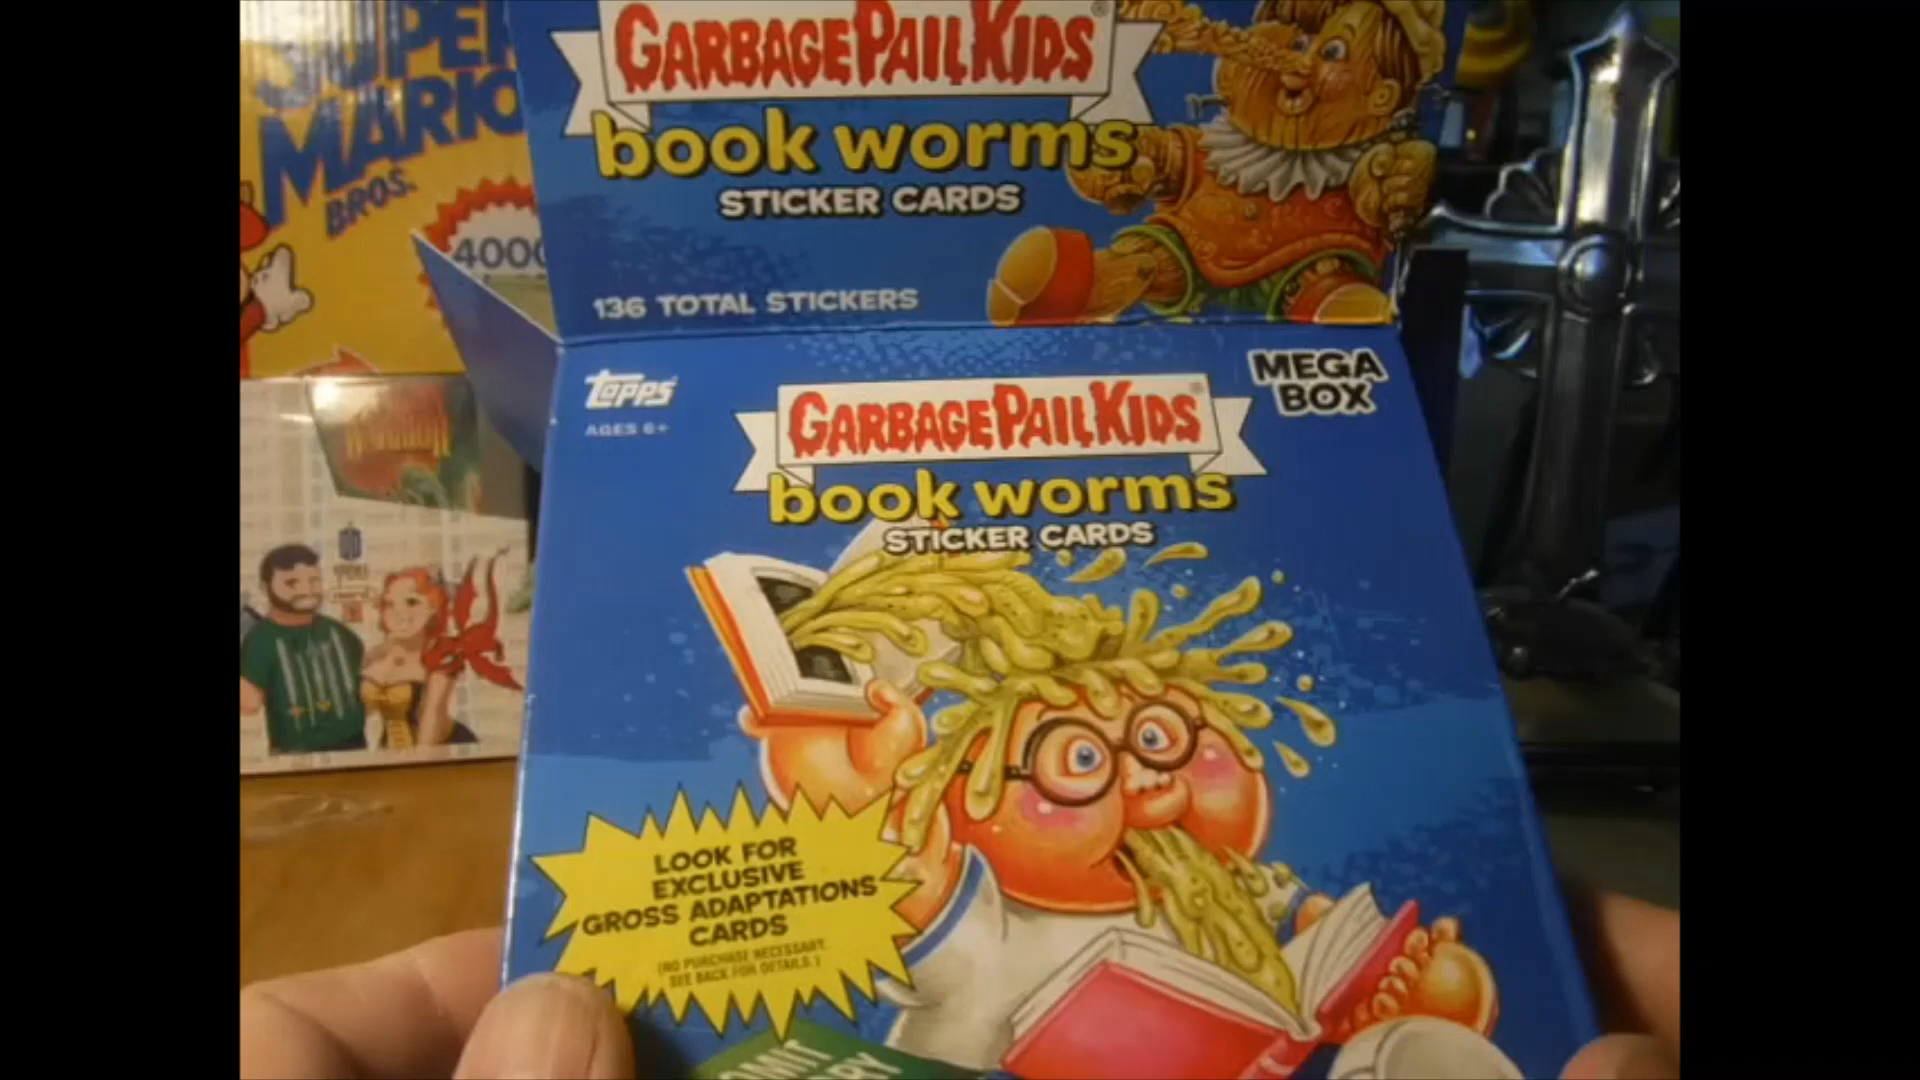 SUPER
MARIO
BROS.
4000
GARBAGE PAIL KIDS®
book worms
STICKER CARDS
136 TOTAL STICKERS
TOPPS
AGES 6+
MEGA
BOX
GARBAGE PAIL KIDS®
book worms
STICKER CARDS
LOOK FOR
EXCLUSIVE
GROSS ADAPTATIONS
CARDS
(NO PURCHASE NECESSARY.
SEE BACK FOR DETAILS.)